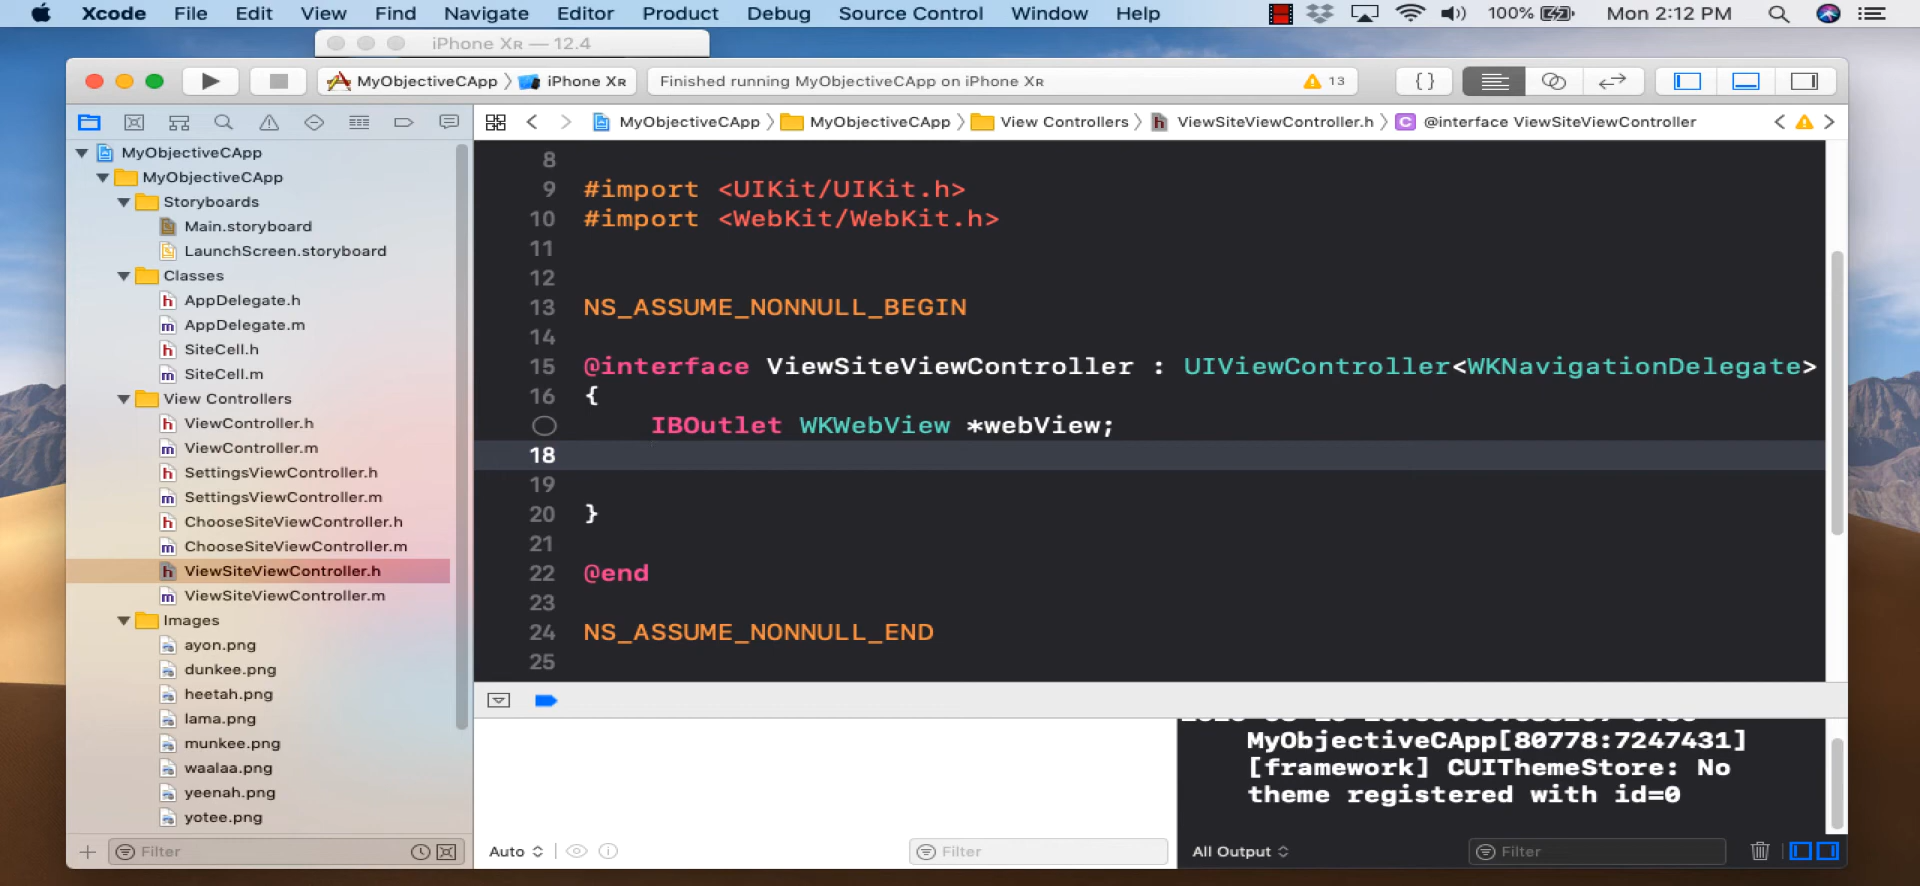 Xcode File Edit View Find Navigate Editor Product Debug Source Control Window Help 100% Mon 2:12 PM
iPhone XR — 12.4
MyObjectiveCApp iPhone XR Finished running MyObjectiveCApp on iPhone XR 13 { }
MyObjectiveCApp MyObjectiveCApp View Controllers h ViewSiteViewController.h C @interface ViewSiteViewController
MyObjectiveCApp
MyObjectiveCApp
Storyboards
Main.storyboard
LaunchScreen.storyboard
Classes
h AppDelegate.h
m AppDelegate.m
h SiteCell.h
m SiteCell.m
View Controllers
h ViewController.h
m ViewController.m
h SettingsViewController.h
m SettingsViewController.m
h ChooseSiteViewController.h
m ChooseSiteViewController.m
h ViewSiteViewController.h
m ViewSiteViewController.m
Images
ayon.png
dunkee.png
heetah.png
lama.png
munkee.png
waalaa.png
yeenah.png
yotee.png
Filter
8
9 #import <UIKit/UIKit.h>
10 #import <WebKit/WebKit.h>
11
12
13 NS_ASSUME_NONNULL_BEGIN
14
15 @interface ViewSiteViewController : UIViewController<WKNavigationDelegate>
16 {
IBOutlet WKWebView *webView;
18
19
20 }
21
22 @end
23
24 NS_ASSUME_NONNULL_END
25
MyObjectiveCApp[80778:7247431]
[framework] CUIThemeStore: No
theme registered with id=0
Auto Filter All Output Filter